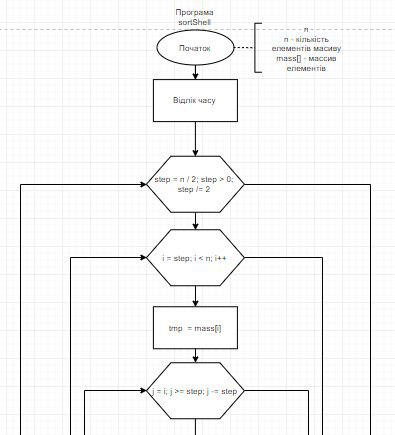 Програма
sortShell
n
n - кількість
елементів масиву
mass[] - массив
елементів
Початок
Відлік часу
step = n / 2; step > 0;
step /= 2
i = step; i < n; i++
tmp = mass[i]
j = i; j >= step; j -= step